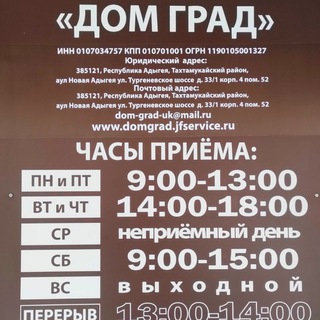 «ДОМ ГРАД»
ИНН 0107034757 КПП 010701001 ОГРН 1190105001327
Юридический адрес:
385121, Республика Адыгея, Тахтамукайский район,
аул Новая Адыгея ул. Тургеневское шоссе д. 33/1 корп. 4 пом. 52
Почтовый адрес:
385121, Республика Адыгея, Тахтамукайский район,
аул Новая Адыгея ул. Тургеневское шоссе д. 33/1 корп. 4 пом. 52
dom-grad-uk@mail.ru
www.domgrad.jfservice.ru
ЧАСЫ ПРИЁМА:
ПН и ПТ 9:00-13:00
ВТ и ЧТ 14:00-18:00
СР неприёмный день
СБ 9:00-15:00
ВС выходной
ПЕРЕРЫВ 13:00-14:00